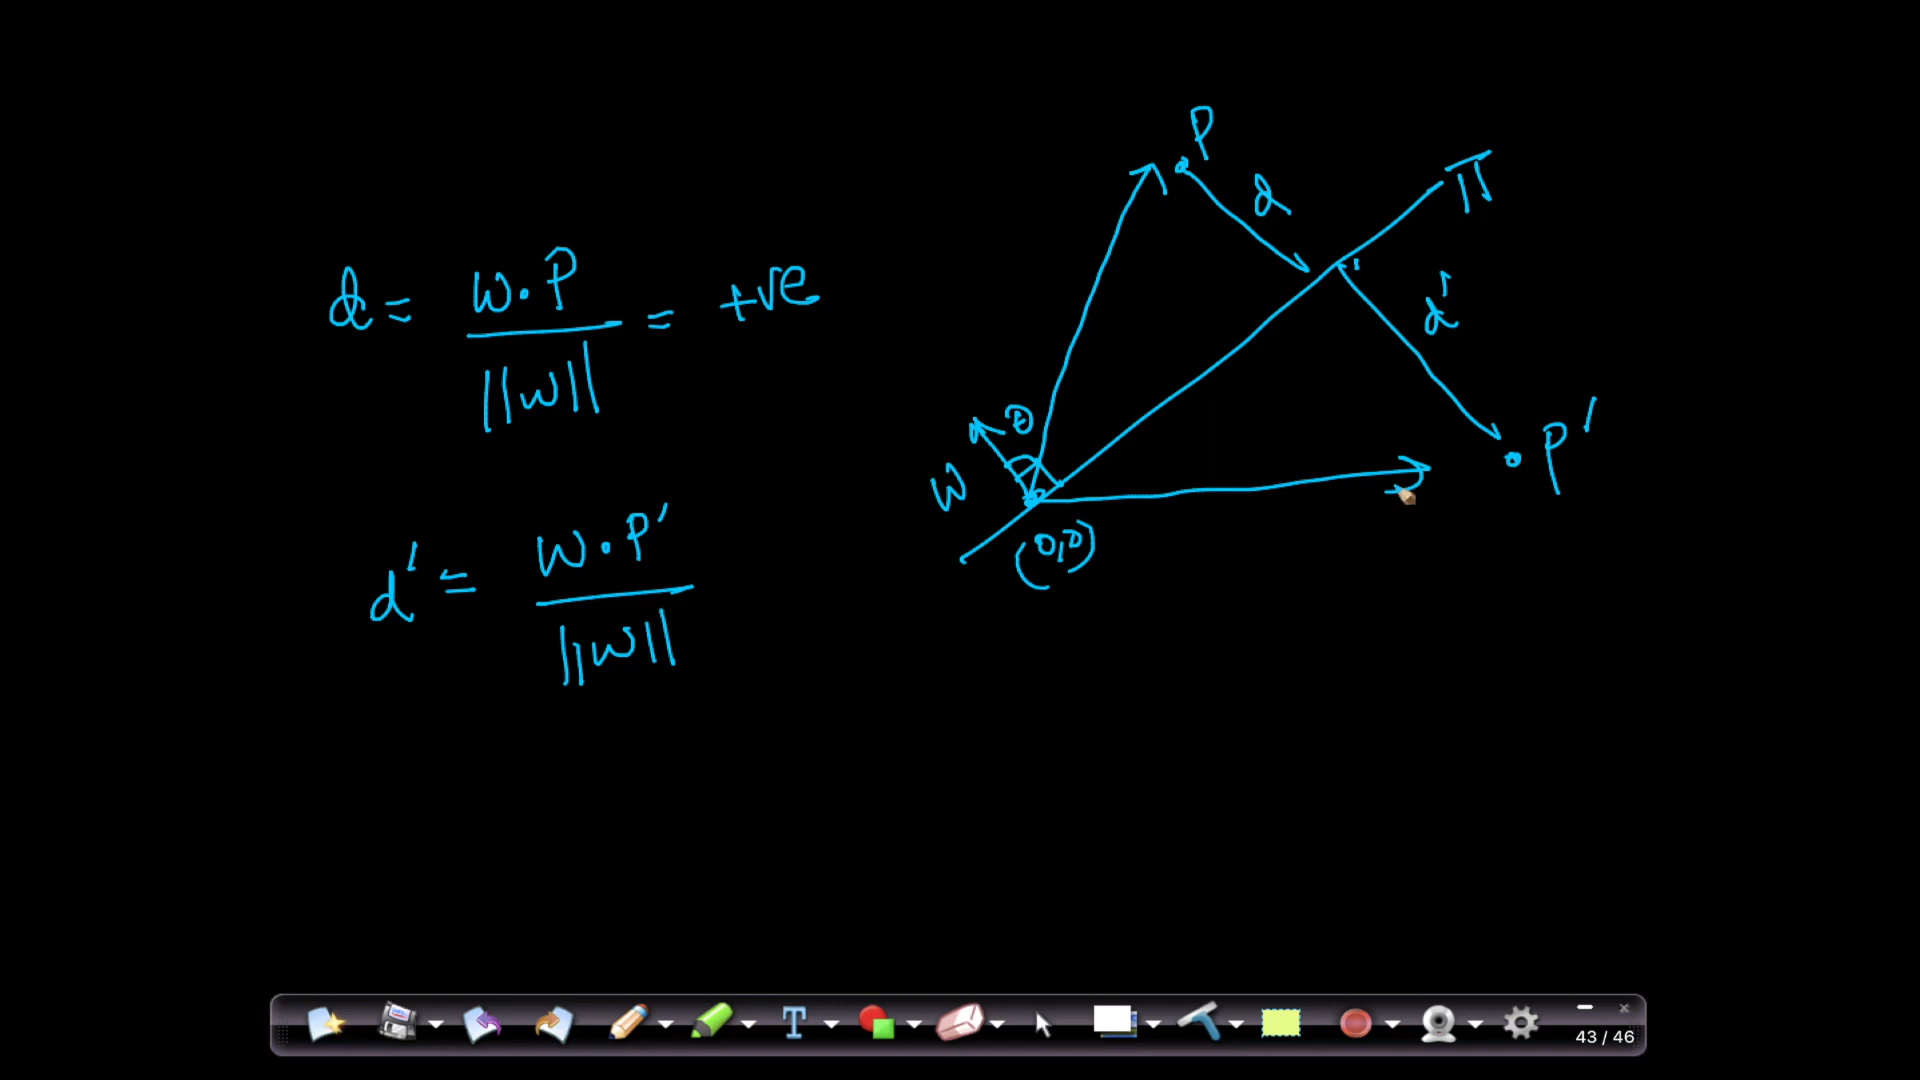 d = w·P / ||w|| = +ve
d' = w·P' / ||w||
P
d
π
d'
P'
θ
w
(0,0)
T
43 / 46